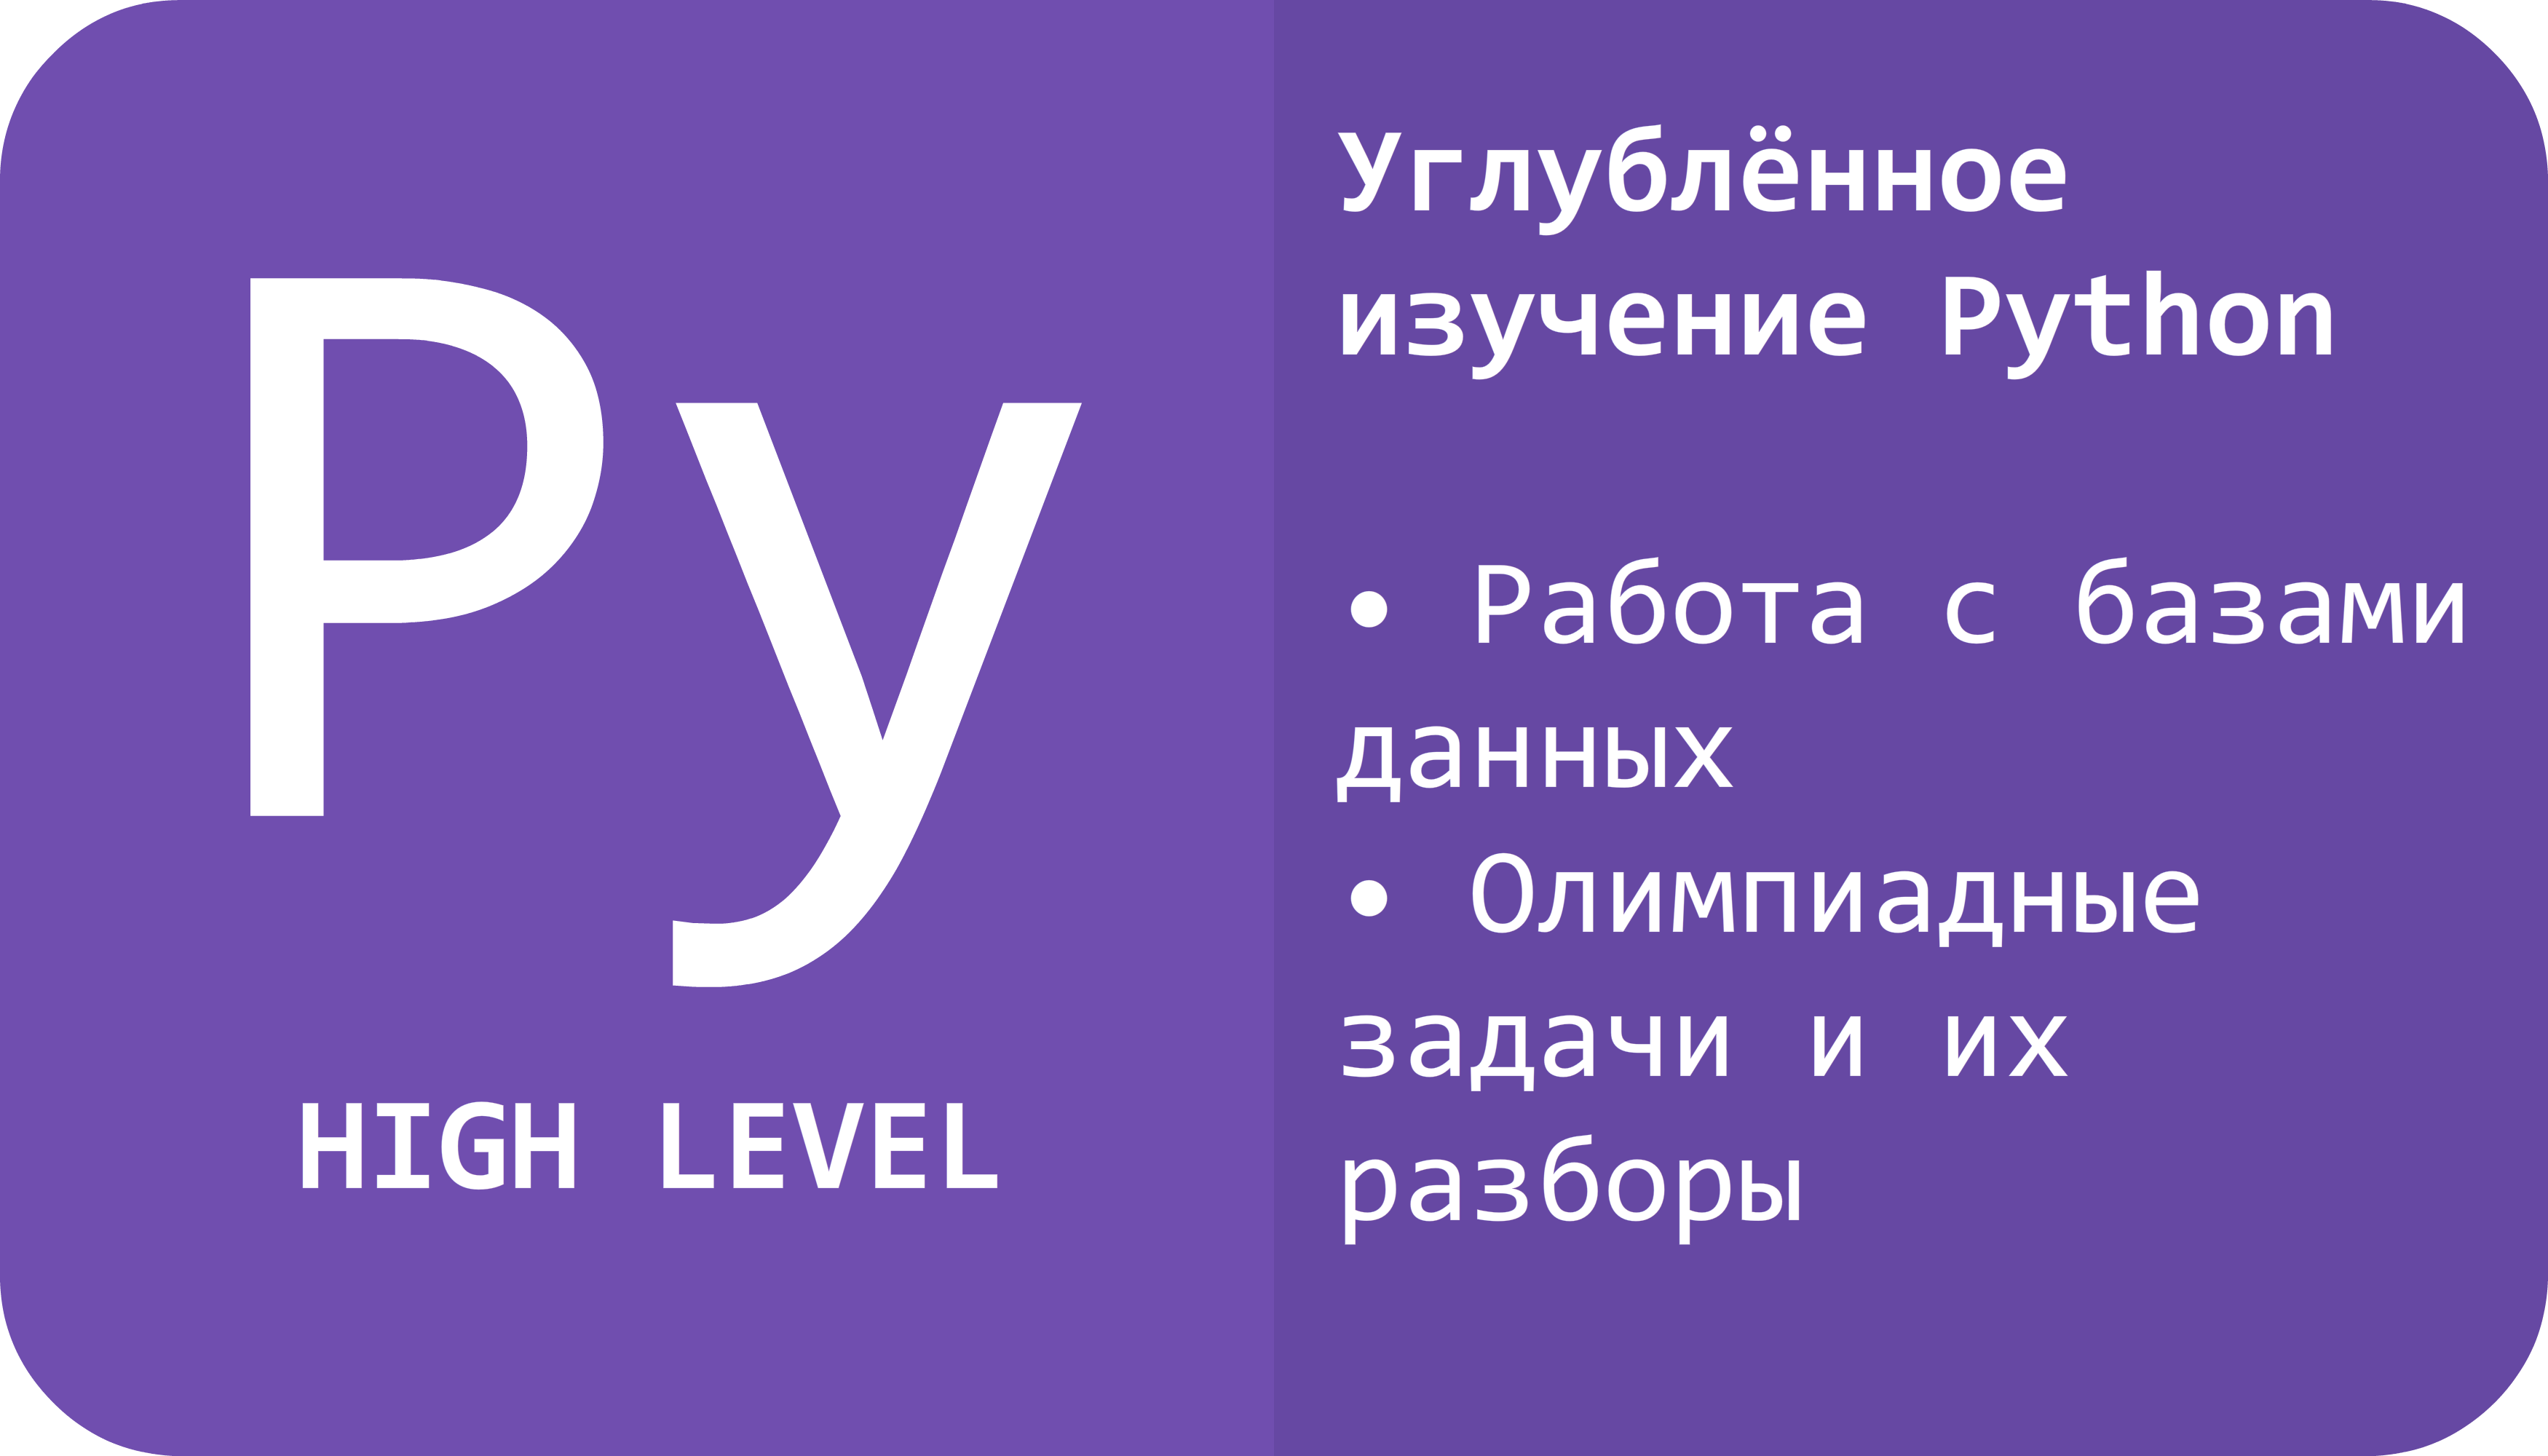 Py
HIGH LEVEL
Углублённое
изучение Python
• Работа с базами
данных
• Олимпиадные
задачи и их
разборы